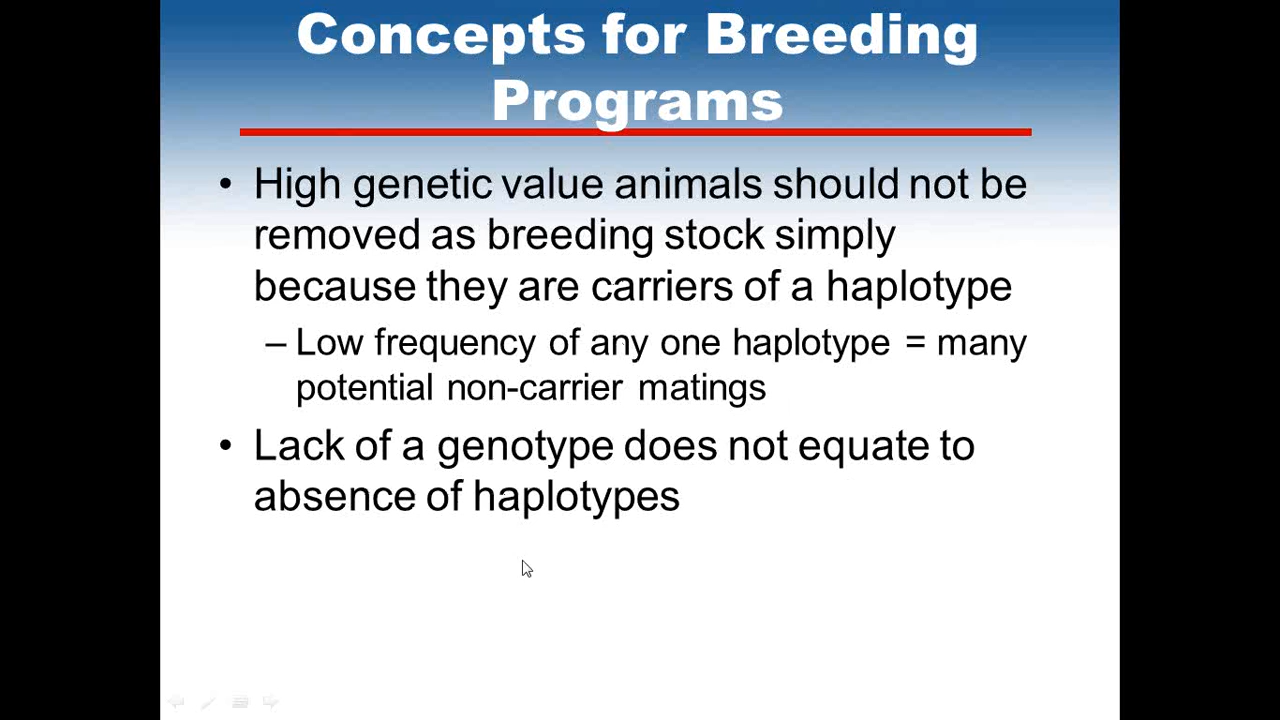 Concepts for Breeding
Programs
• High genetic value animals should not be
removed as breeding stock simply
because they are carriers of a haplotype
– Low frequency of any one haplotype = many
potential non-carrier matings
• Lack of a genotype does not equate to
absence of haplotypes